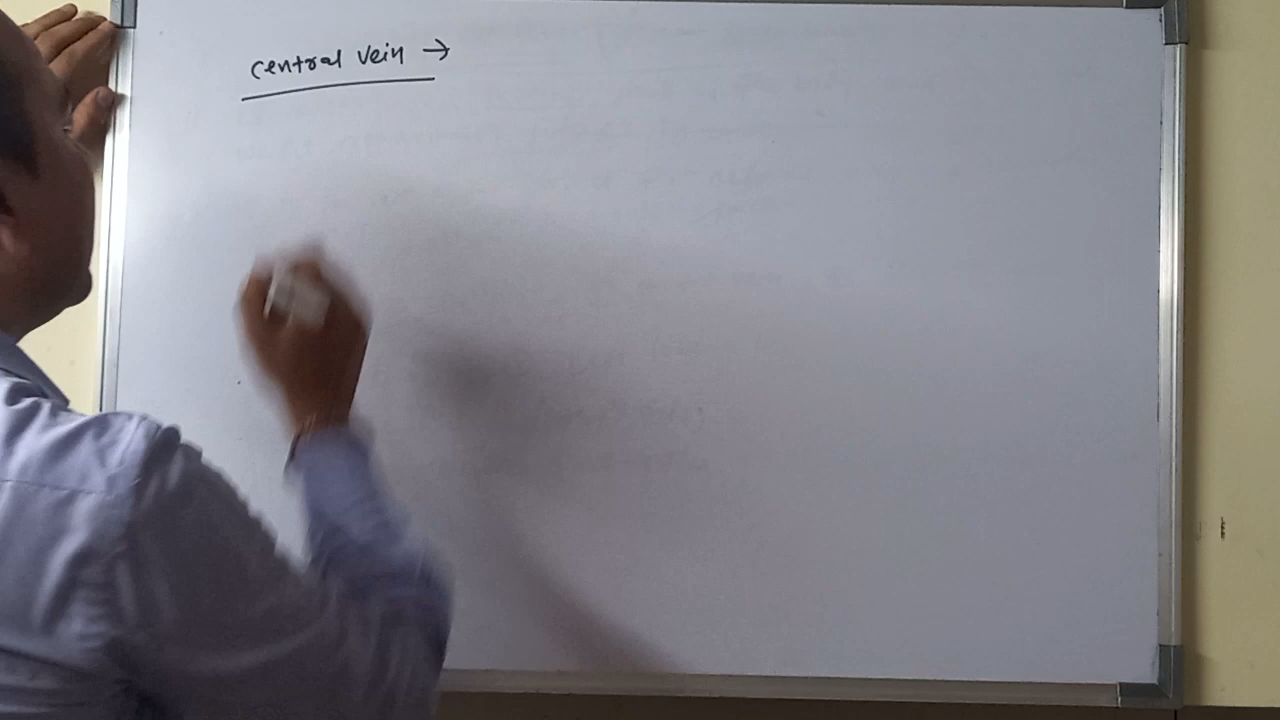 central vein →